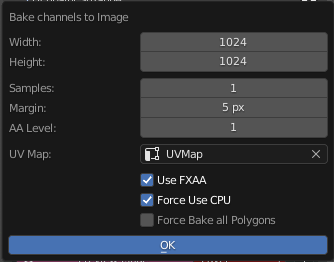 Bake channels to Image
Width: 1024
Height: 1024
Samples: 1
Margin: 5 px
AA Level: 1
UV Map: UVMap
Use FXAA
Force Use CPU
Force Bake all Polygons
OK